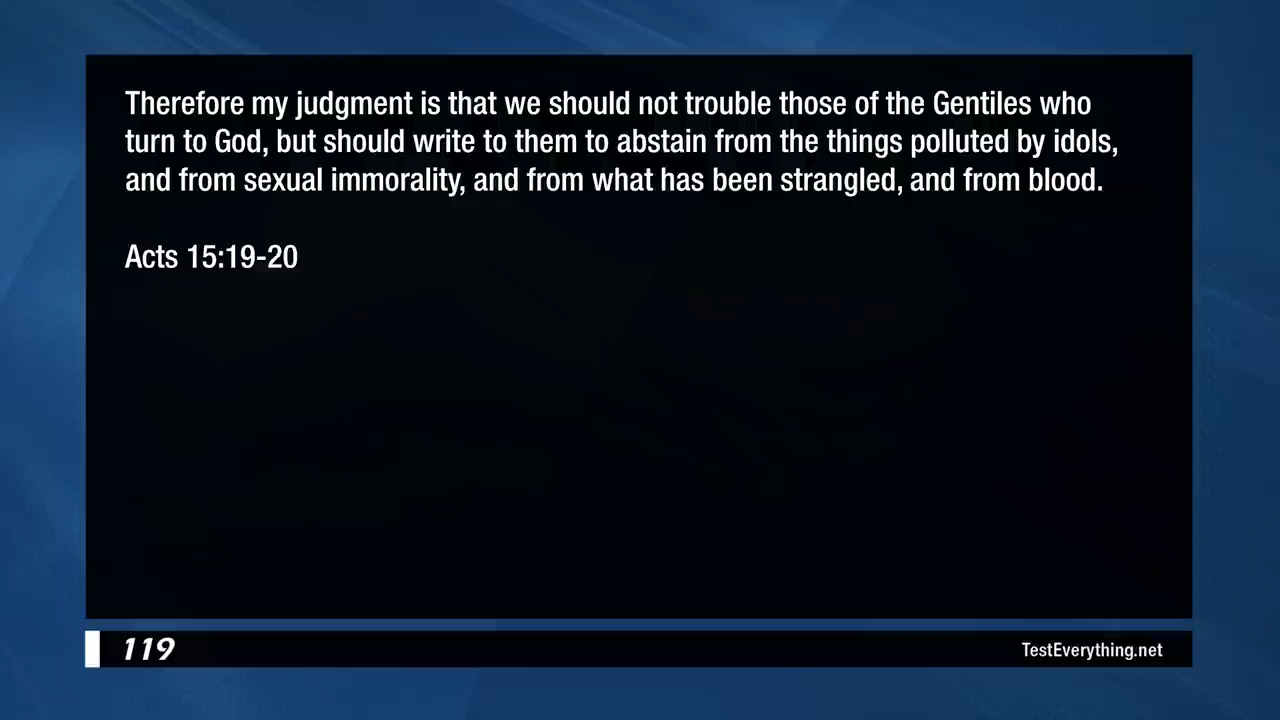 Therefore my judgment is that we should not trouble those of the Gentiles who
turn to God, but should write to them to abstain from the things polluted by idols,
and from sexual immorality, and from what has been strangled, and from blood.
Acts 15:19-20
119
TestEverything.net